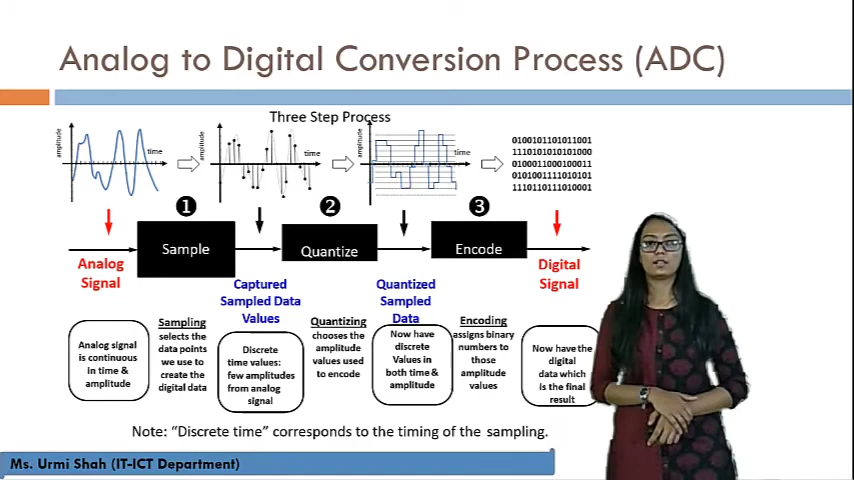 Analog to Digital Conversion Process (ADC)
Three Step Process
amplitude
time
amplitude
time
amplitude
time
0100101101011001
1110101010101000
0100011000100011
0101001111010101
1110110111010001
1
2
3
Sample
Quantize
Encode
Analog
Signal
Captured
Sampled Data
Values
Quantized
Sampled
Data
Digital
Signal
Analog signal
is continuous
in time &
amplitude
Sampling
selects the
data points
we use to
create the
digital data
Discrete
time values:
few amplitudes
from analog
signal
Quantizing
chooses the
amplitude
values used
to encode
Now have
discrete
Values in
both time &
amplitude
Encoding
assigns binary
numbers to
those
amplitude
values
Now have the
digital
data which
is the final
result
Note: “Discrete time” corresponds to the timing of the sampling.
Ms. Urmi Shah (IT-ICT Department)